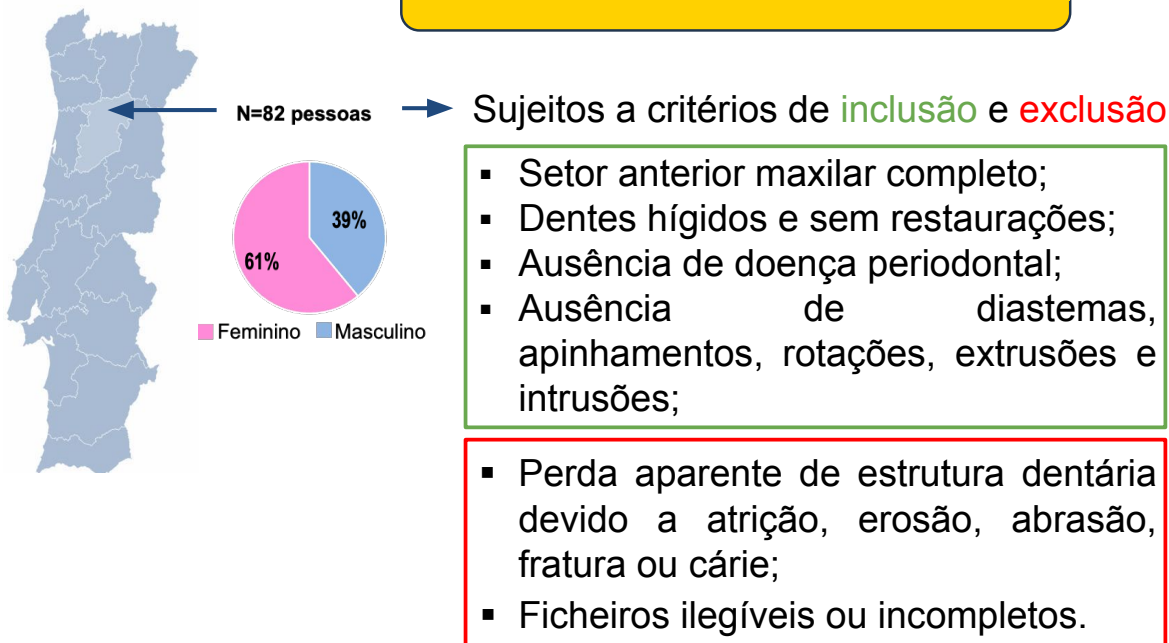 N=82 pessoas
Sujeitos a critérios de inclusão e exclusão
39%
61%
Feminino Masculino
▪ Setor anterior maxilar completo;
▪ Dentes hígidos e sem restaurações;
▪ Ausência de doença periodontal;
▪ Ausência de diastemas,
apinhamentos, rotações, extrusões e
intrusões;
▪ Perda aparente de estrutura dentária
devido a atrição, erosão, abrasão,
fratura ou cárie;
▪ Ficheiros ilegíveis ou incompletos.